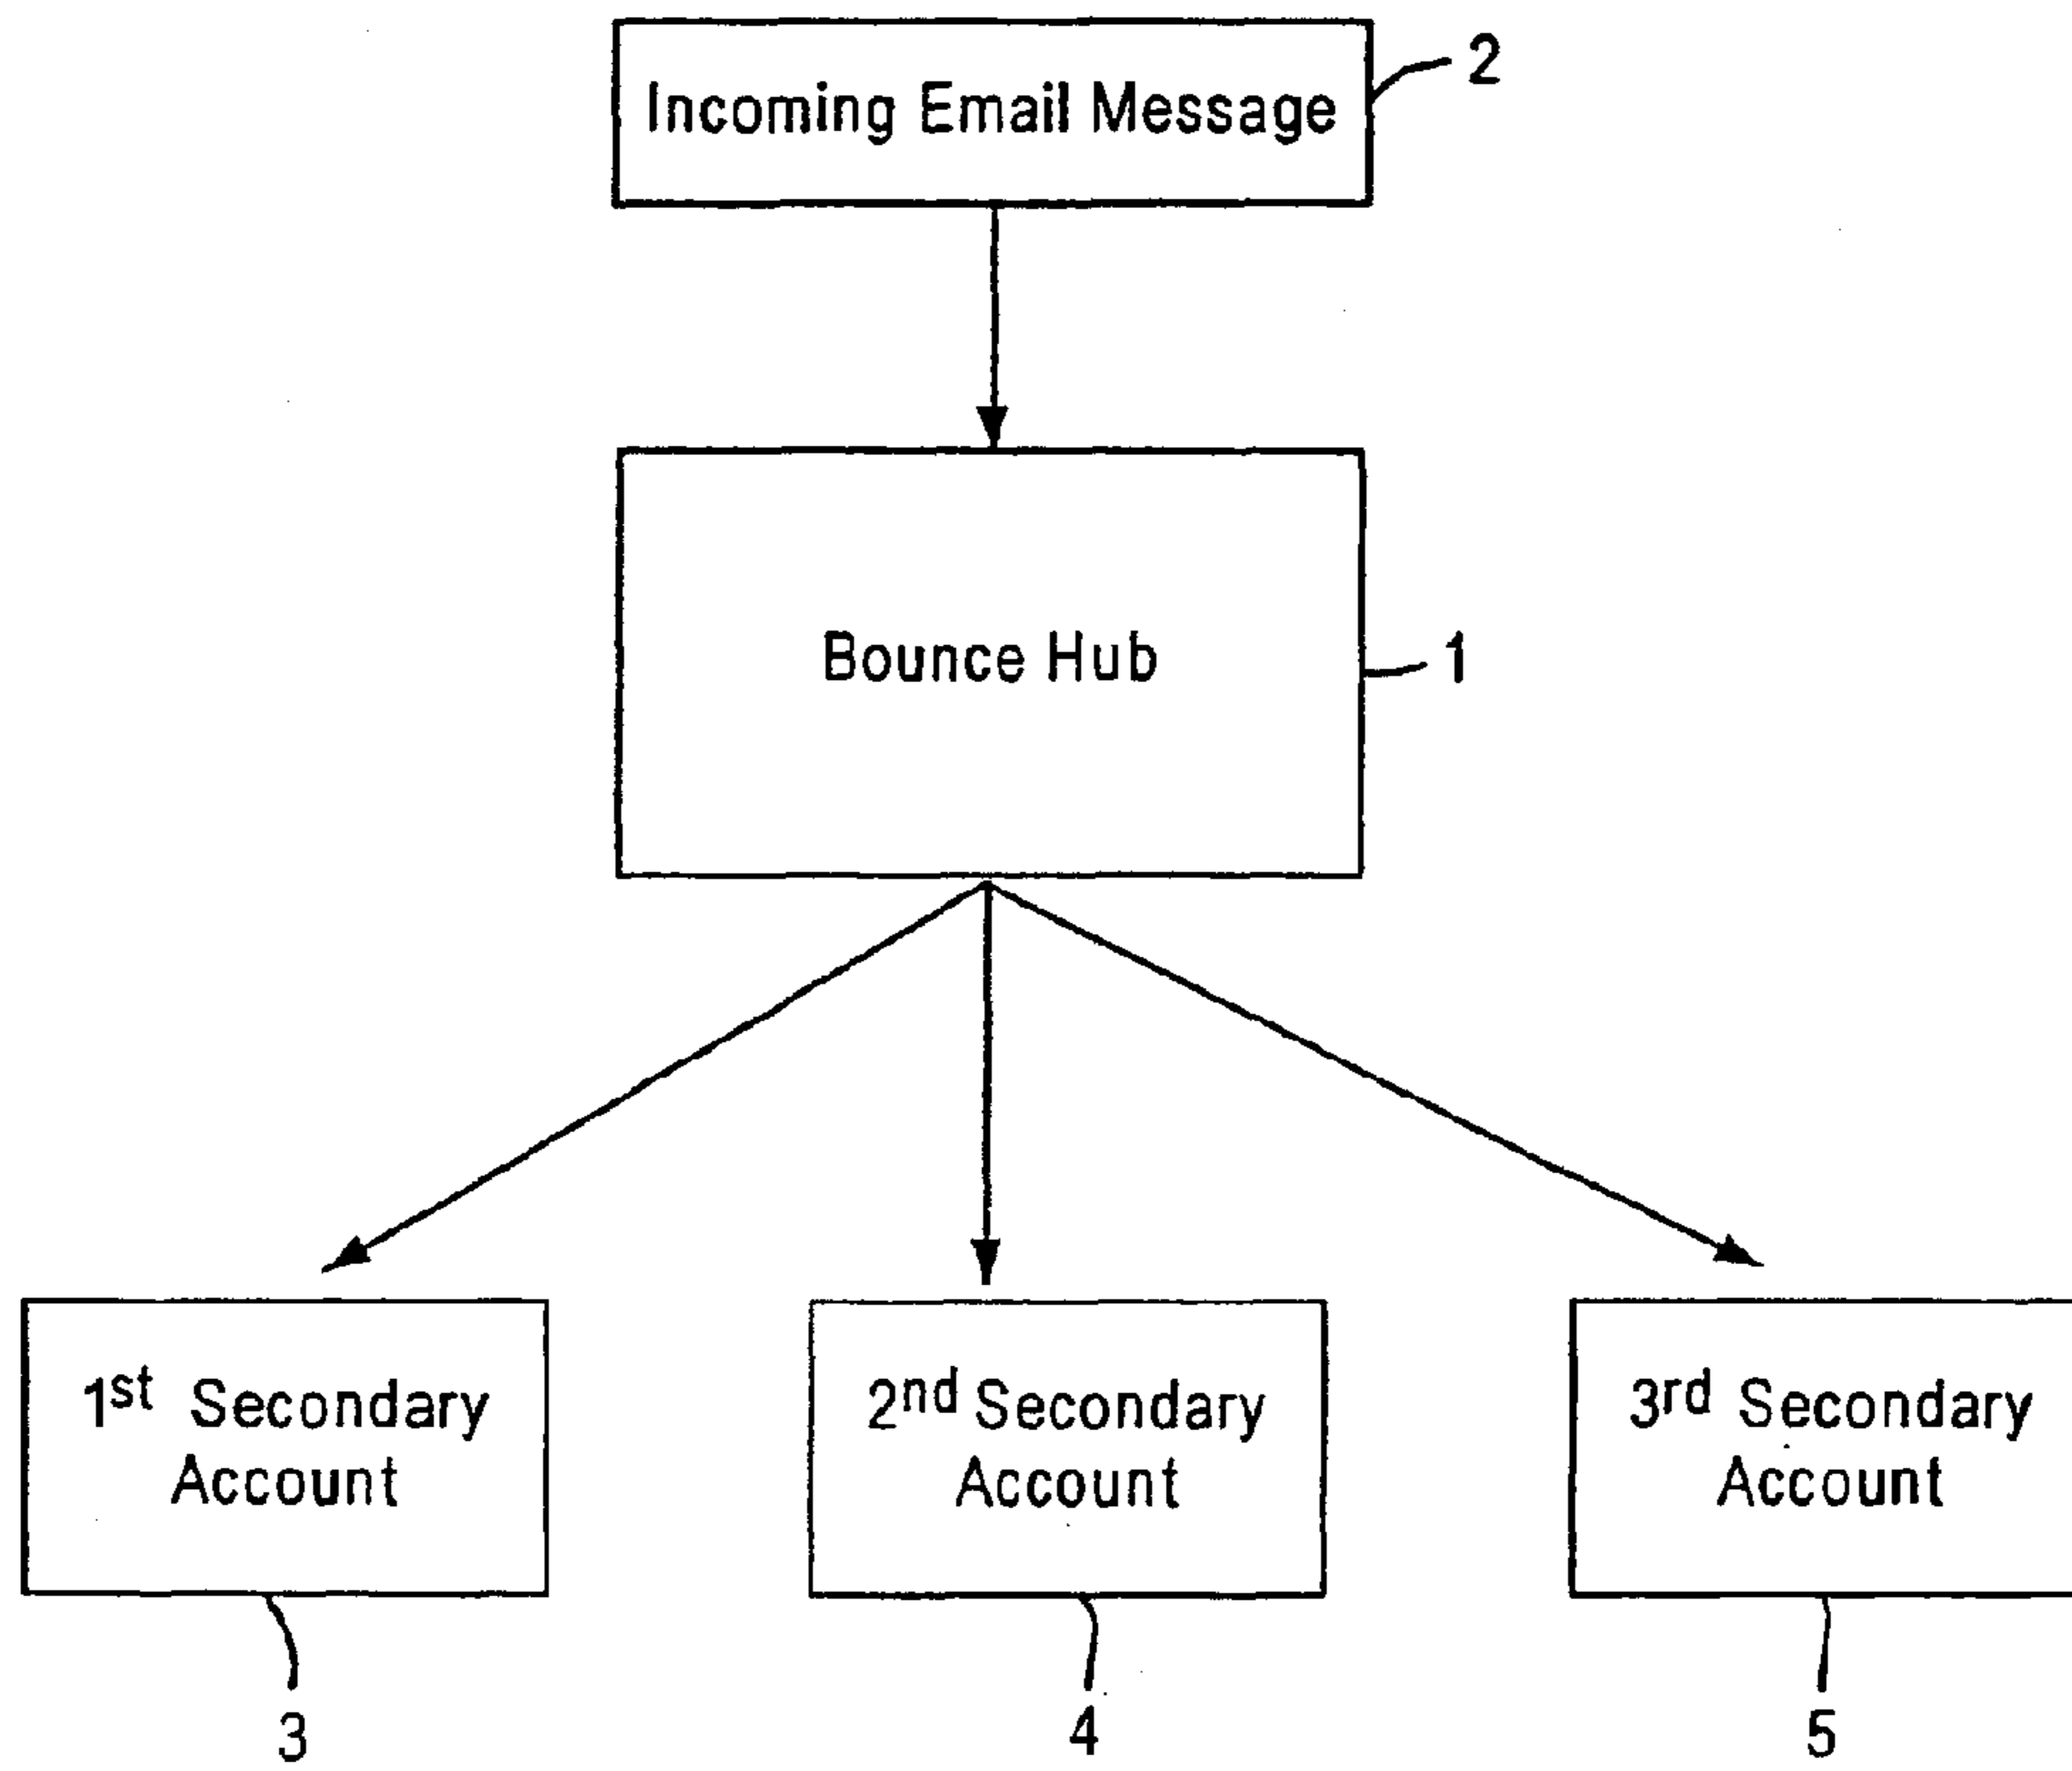 Incoming Email Message
2
Bounce Hub
1
1st Secondary
Account
2nd Secondary
Account
3rd Secondary
Account
3
4
5